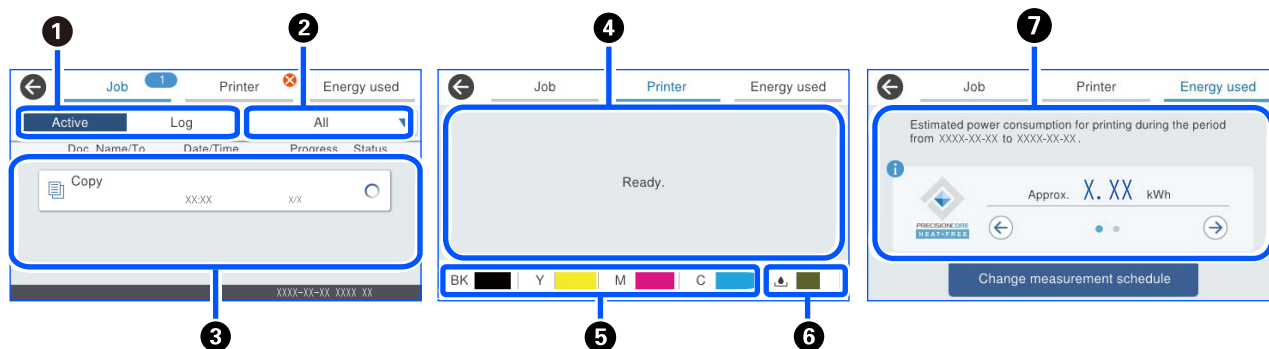 1
2
4
7
Job 1 Printer Energy used
Active Log All
Doc. Name/To Date/Time Progress Status
Copy
XX:XX X/X
XXXX-XX-XX XXXX XX
3
Job Printer Energy used
Ready.
BK Y M C
5
6
Job Printer Energy used
Estimated power consumption for printing during the period
from XXXX-XX-XX to XXXX-XX-XX.
i
Approx. X.XX kWh
PRECISIONCORE
HEAT-FREE
Change measurement schedule